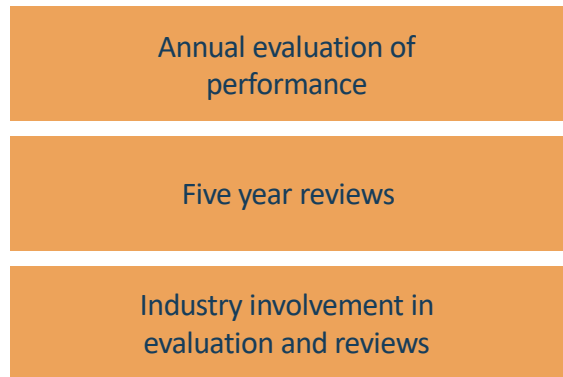 Annual evaluation of
performance
Five year reviews
Industry involvement in
evaluation and reviews